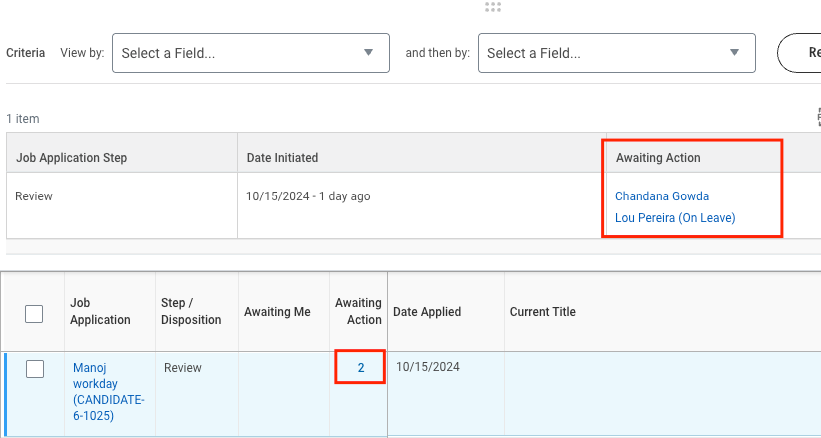 Criteria View by: Select a Field... and then by: Select a Field... Re
1 item
Job Application Step Date Initiated Awaiting Action
Review 10/15/2024 - 1 day ago Chandana Gowda
Lou Pereira (On Leave)
Job Application Step / Disposition Awaiting Me Awaiting Action Date Applied Current Title
Manoj workday (CANDIDATE-6-1025) Review 2 10/15/2024